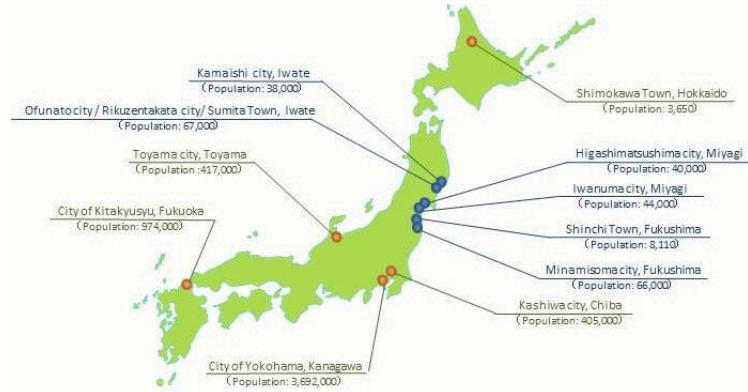 Kamaishi city, Iwate
(Population: 38,000)
Ofunato city / Rikuzentakata city/ Sumita Town, Iwate
(Population: 67,000)
Toyama city, Toyama
(Population :417,000)
City of Kitakyusyu, Fukuoka
(Population: 974,000)
City of Yokohama, Kanagawa
(Population: 3,692,000)
Shimokawa Town, Hokkaido
(Population: 3,650)
Higashimatsushima city, Miyagi
(Population: 40,000)
Iwanuma city, Miyagi
(Population: 44,000)
Shinchi Town, Fukushima
(Population: 8,110)
Minamisoma city, Fukushima
(Population: 66,000)
Kashiwa city, Chiba
(Population: 405,000)